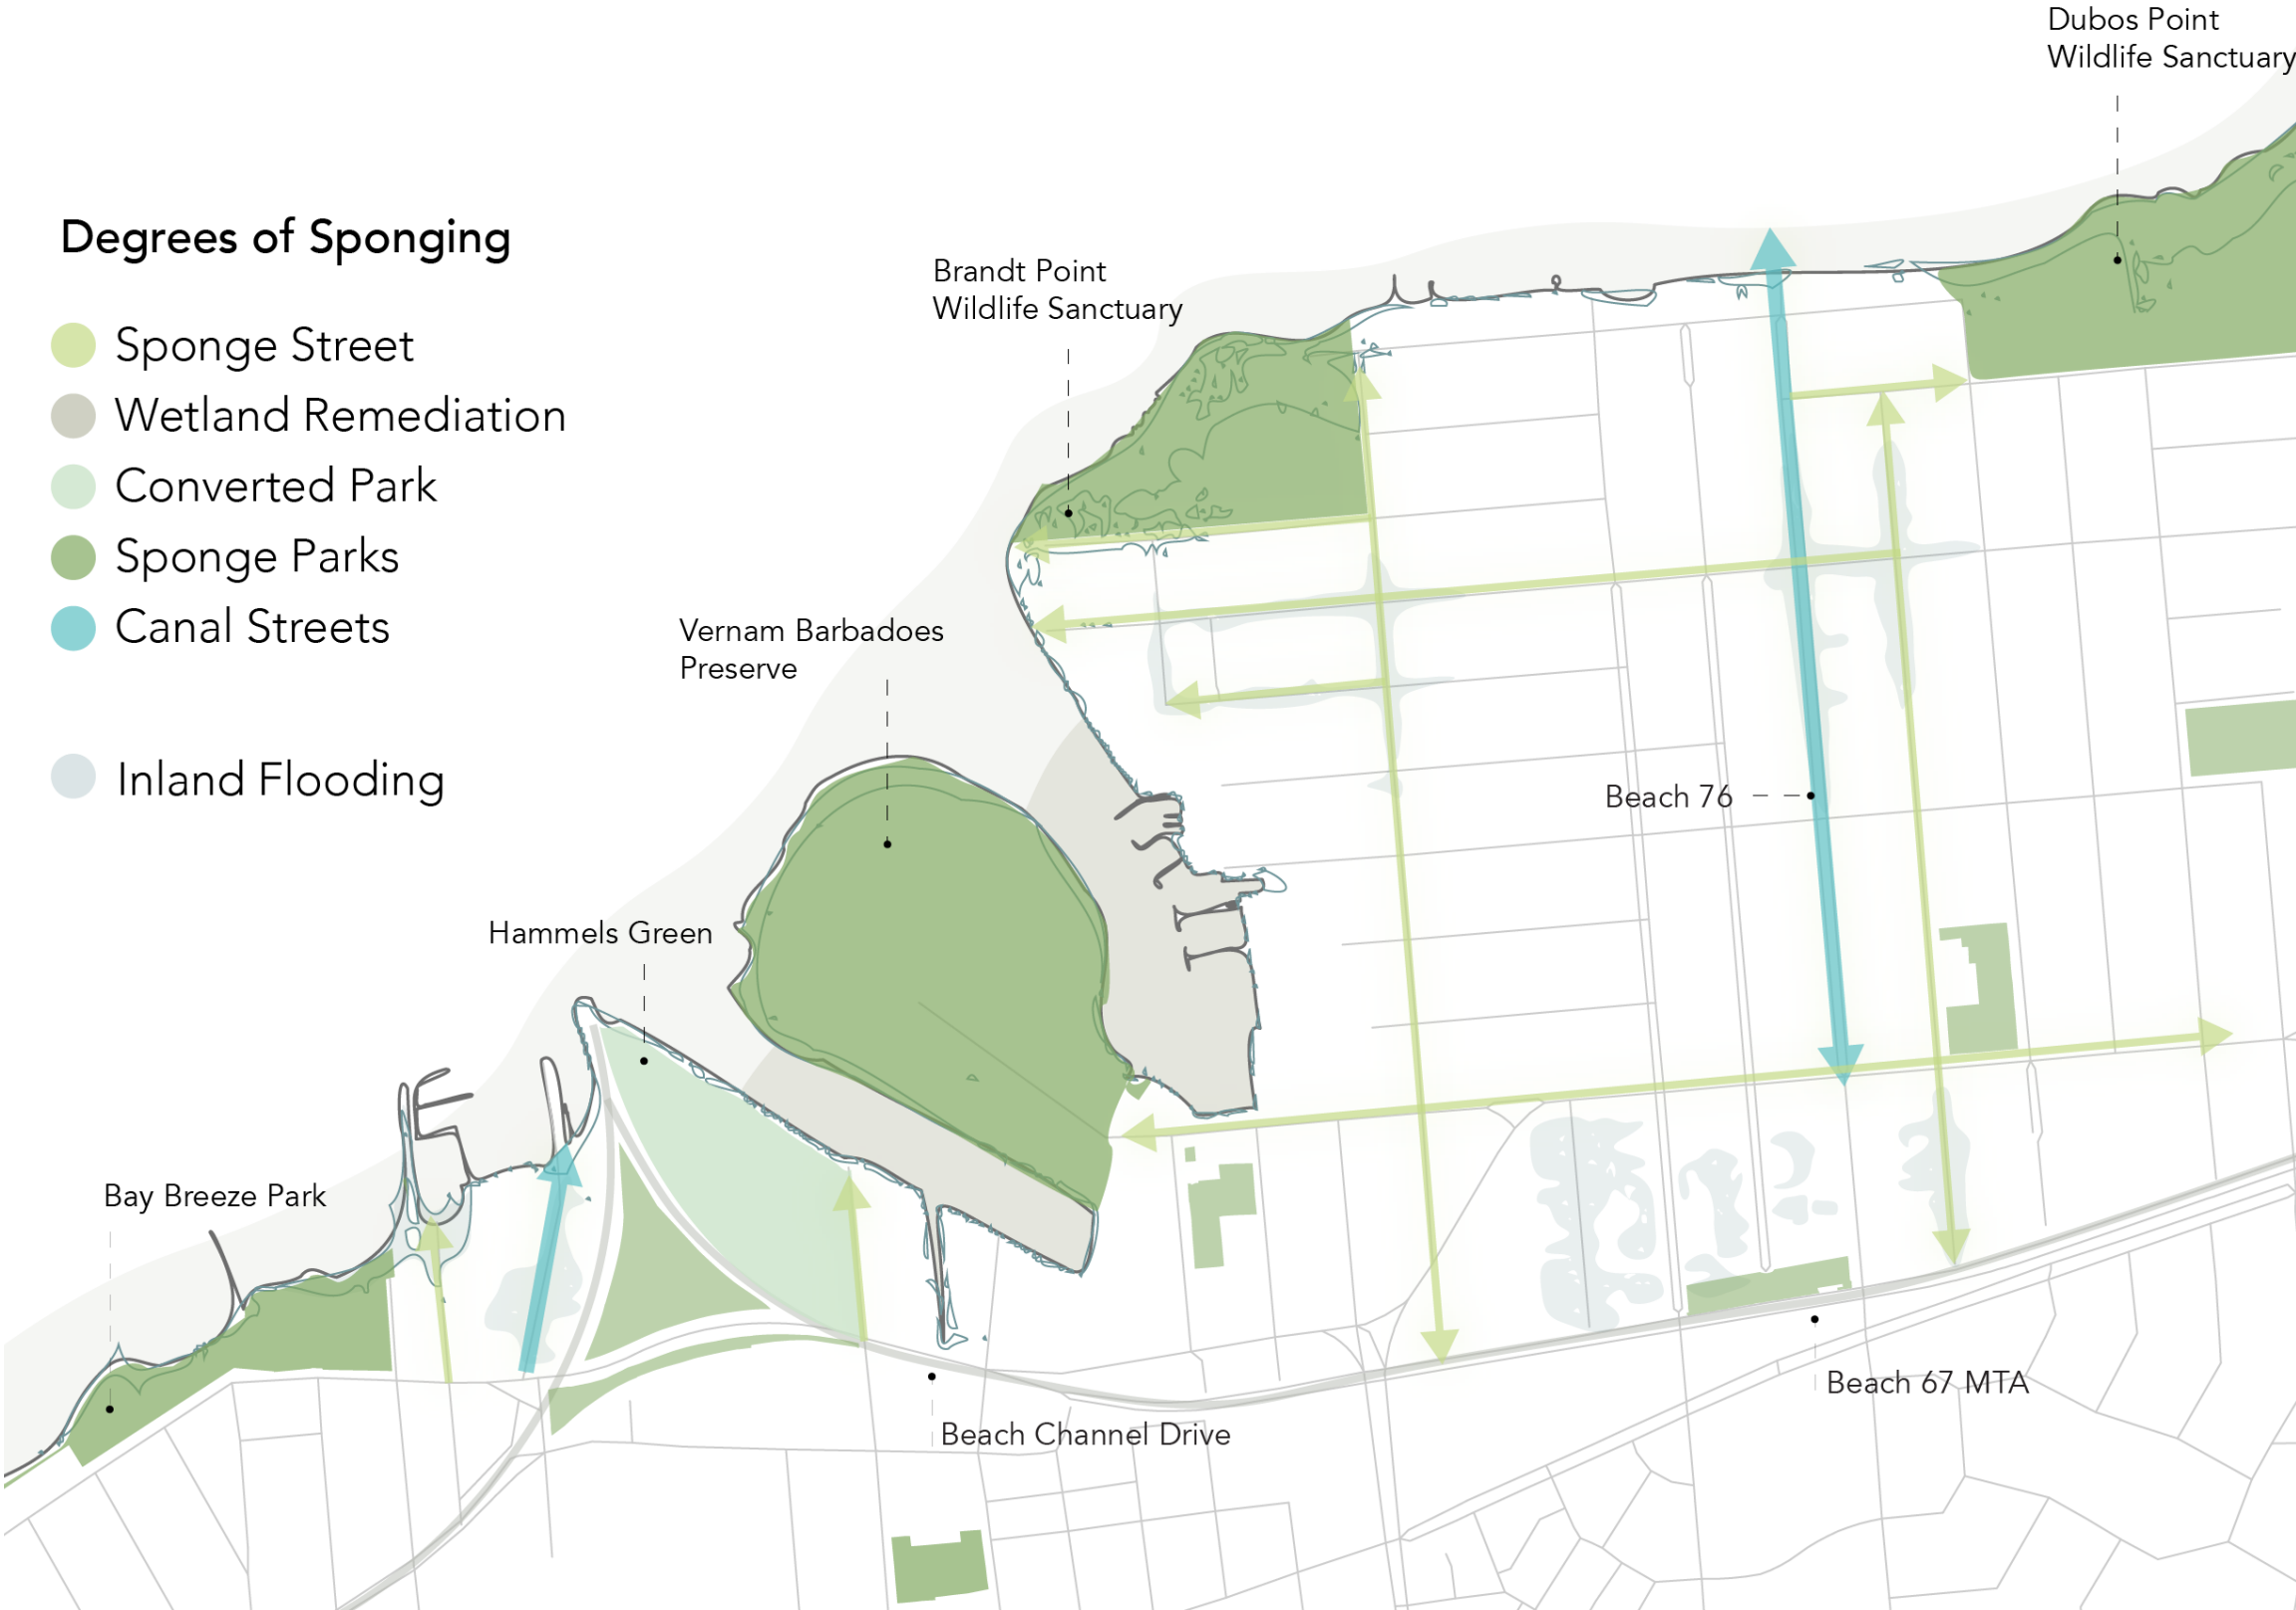 Dubos Point
Wildlife Sanctuary
Degrees of Sponging
Sponge Street
Wetland Remediation
Converted Park
Sponge Parks
Canal Streets
Inland Flooding
Brandt Point
Wildlife Sanctuary
Vernam Barbadoes
Preserve
Beach 76
Hammels Green
Bay Breeze Park
Beach 67 MTA
Beach Channel Drive